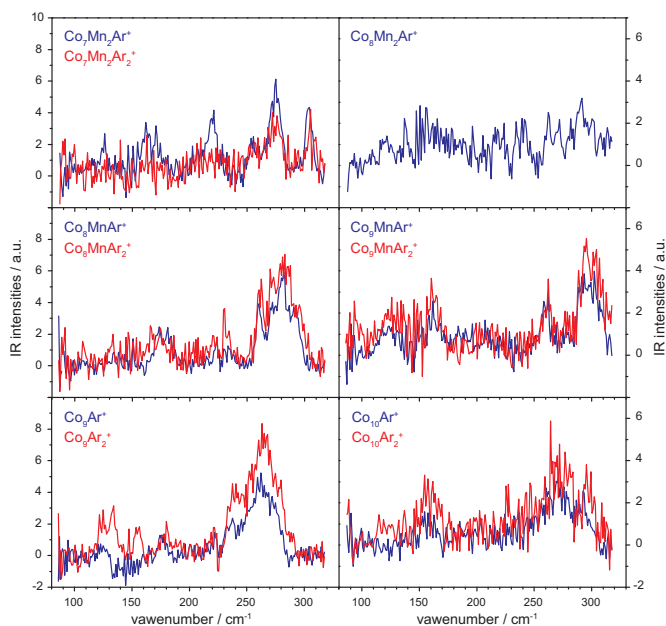 10
8
6
4
2
0
IR intensities / a.u.
Co₇Mn₂Ar⁺
Co₇Mn₂Ar₂⁺
Co₈Mn₂Ar⁺
6
4
2
0
IR intensities / a.u.
8
6
4
2
0
Co₈MnAr⁺
Co₈MnAr₂⁺
Co₉MnAr⁺
Co₉MnAr₂⁺
6
4
2
0
8
6
4
2
0
-2
Co₉Ar⁺
Co₉Ar₂⁺
Co₁₀Ar⁺
Co₁₀Ar₂⁺
6
4
2
0
-2
100 150 200 250 300
100 150 200 250 300
vawenumber / cm⁻¹
vawenumber / cm⁻¹